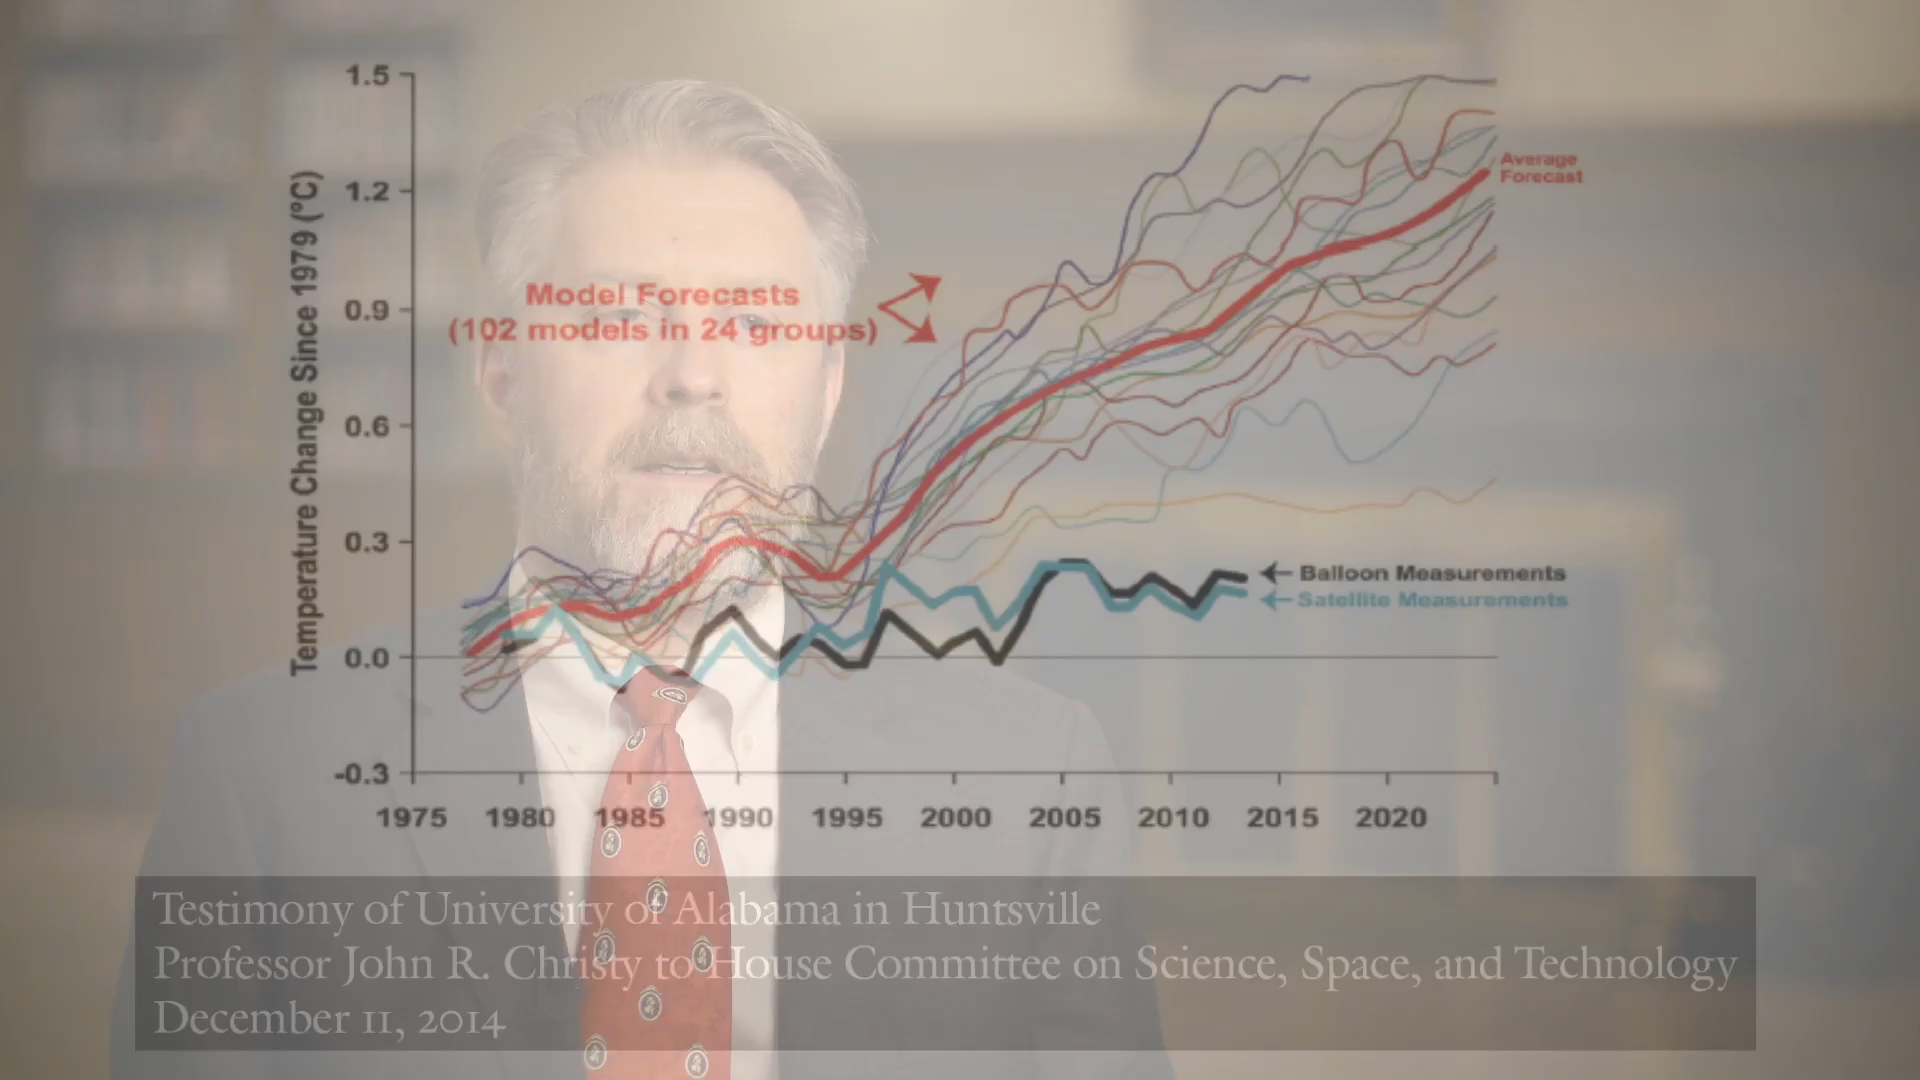 1.5
1.2
0.9
0.6
0.3
0.0
-0.3
Temperature Change Since 1979 (°C)
Average
Forecast
Model Forecasts
(102 models in 24 groups)
Balloon Measurements
Satellite Measurements
1975 1980 1985 1990 1995 2000 2005 2010 2015 2020
Testimony of University of Alabama in Huntsville
Professor John R. Christy to House Committee on Science, Space, and Technology
December 11, 2014